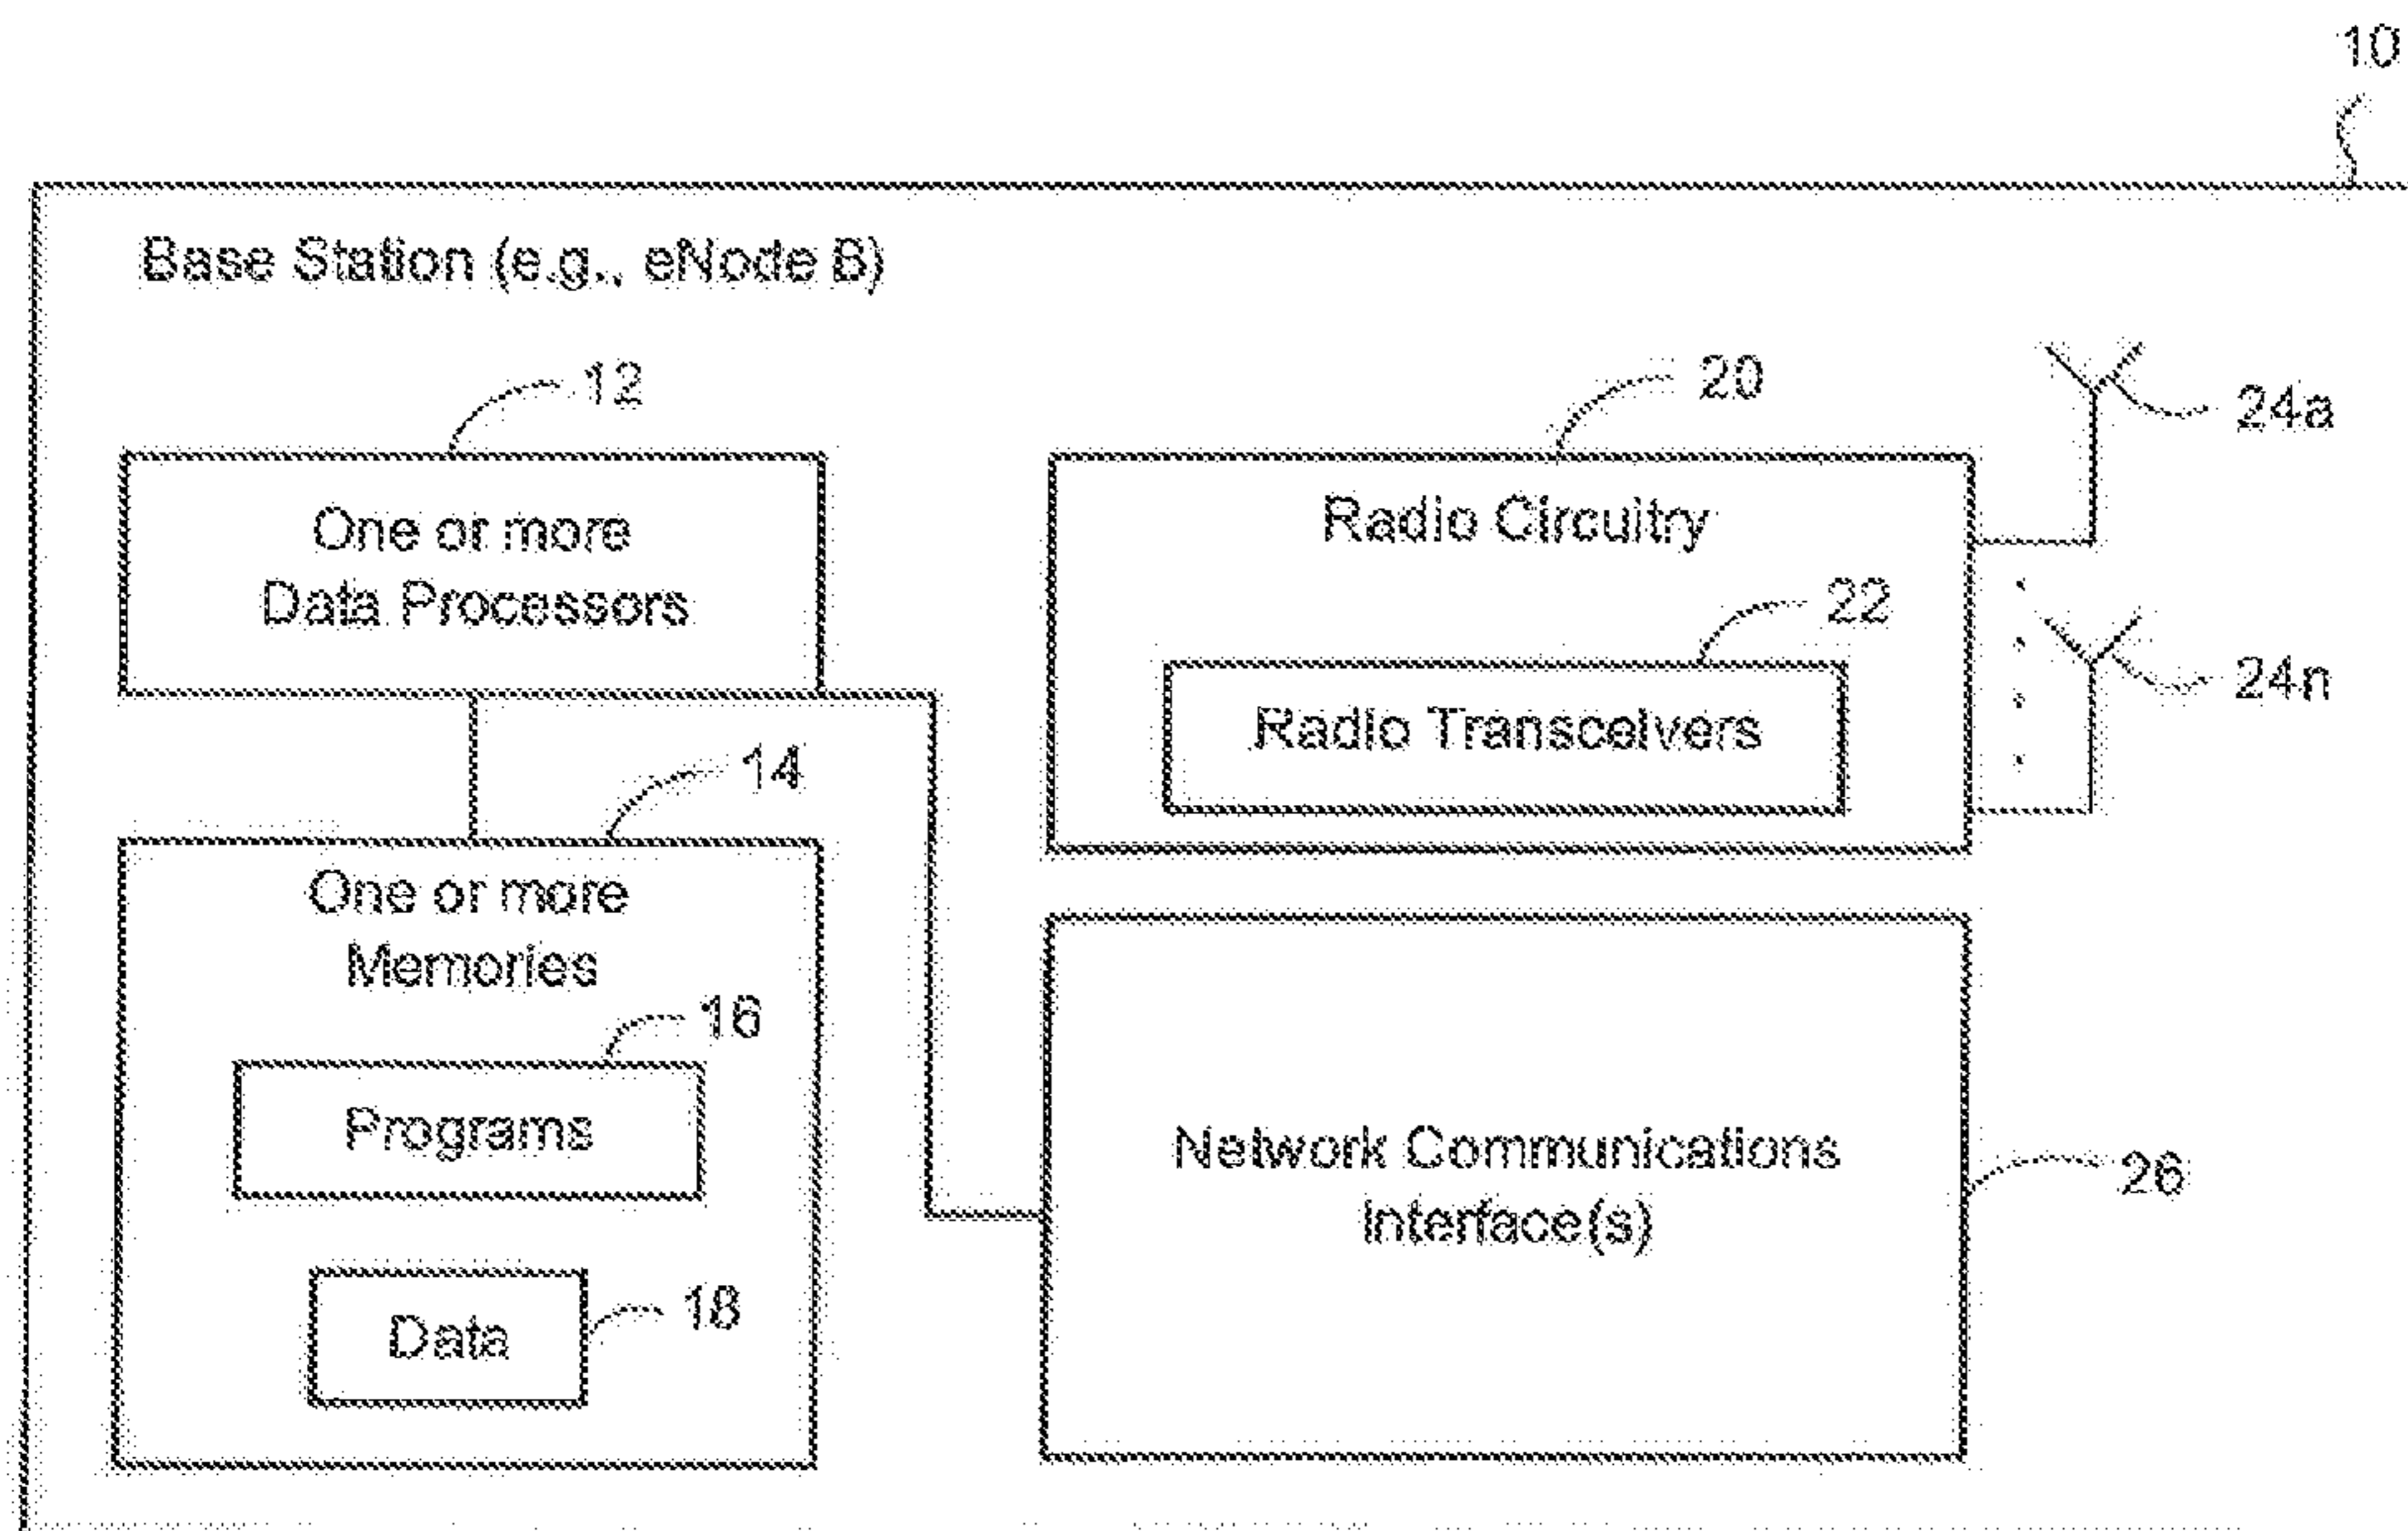 10
Base Station (e.g., eNode B)
12
20
24a
One or more
Data Processors
Radio Circuitry
22
24n
Radio Transceivers
14
One or more
Memories
16
Programs
Network Communications
Interface(s)
26
18
Data